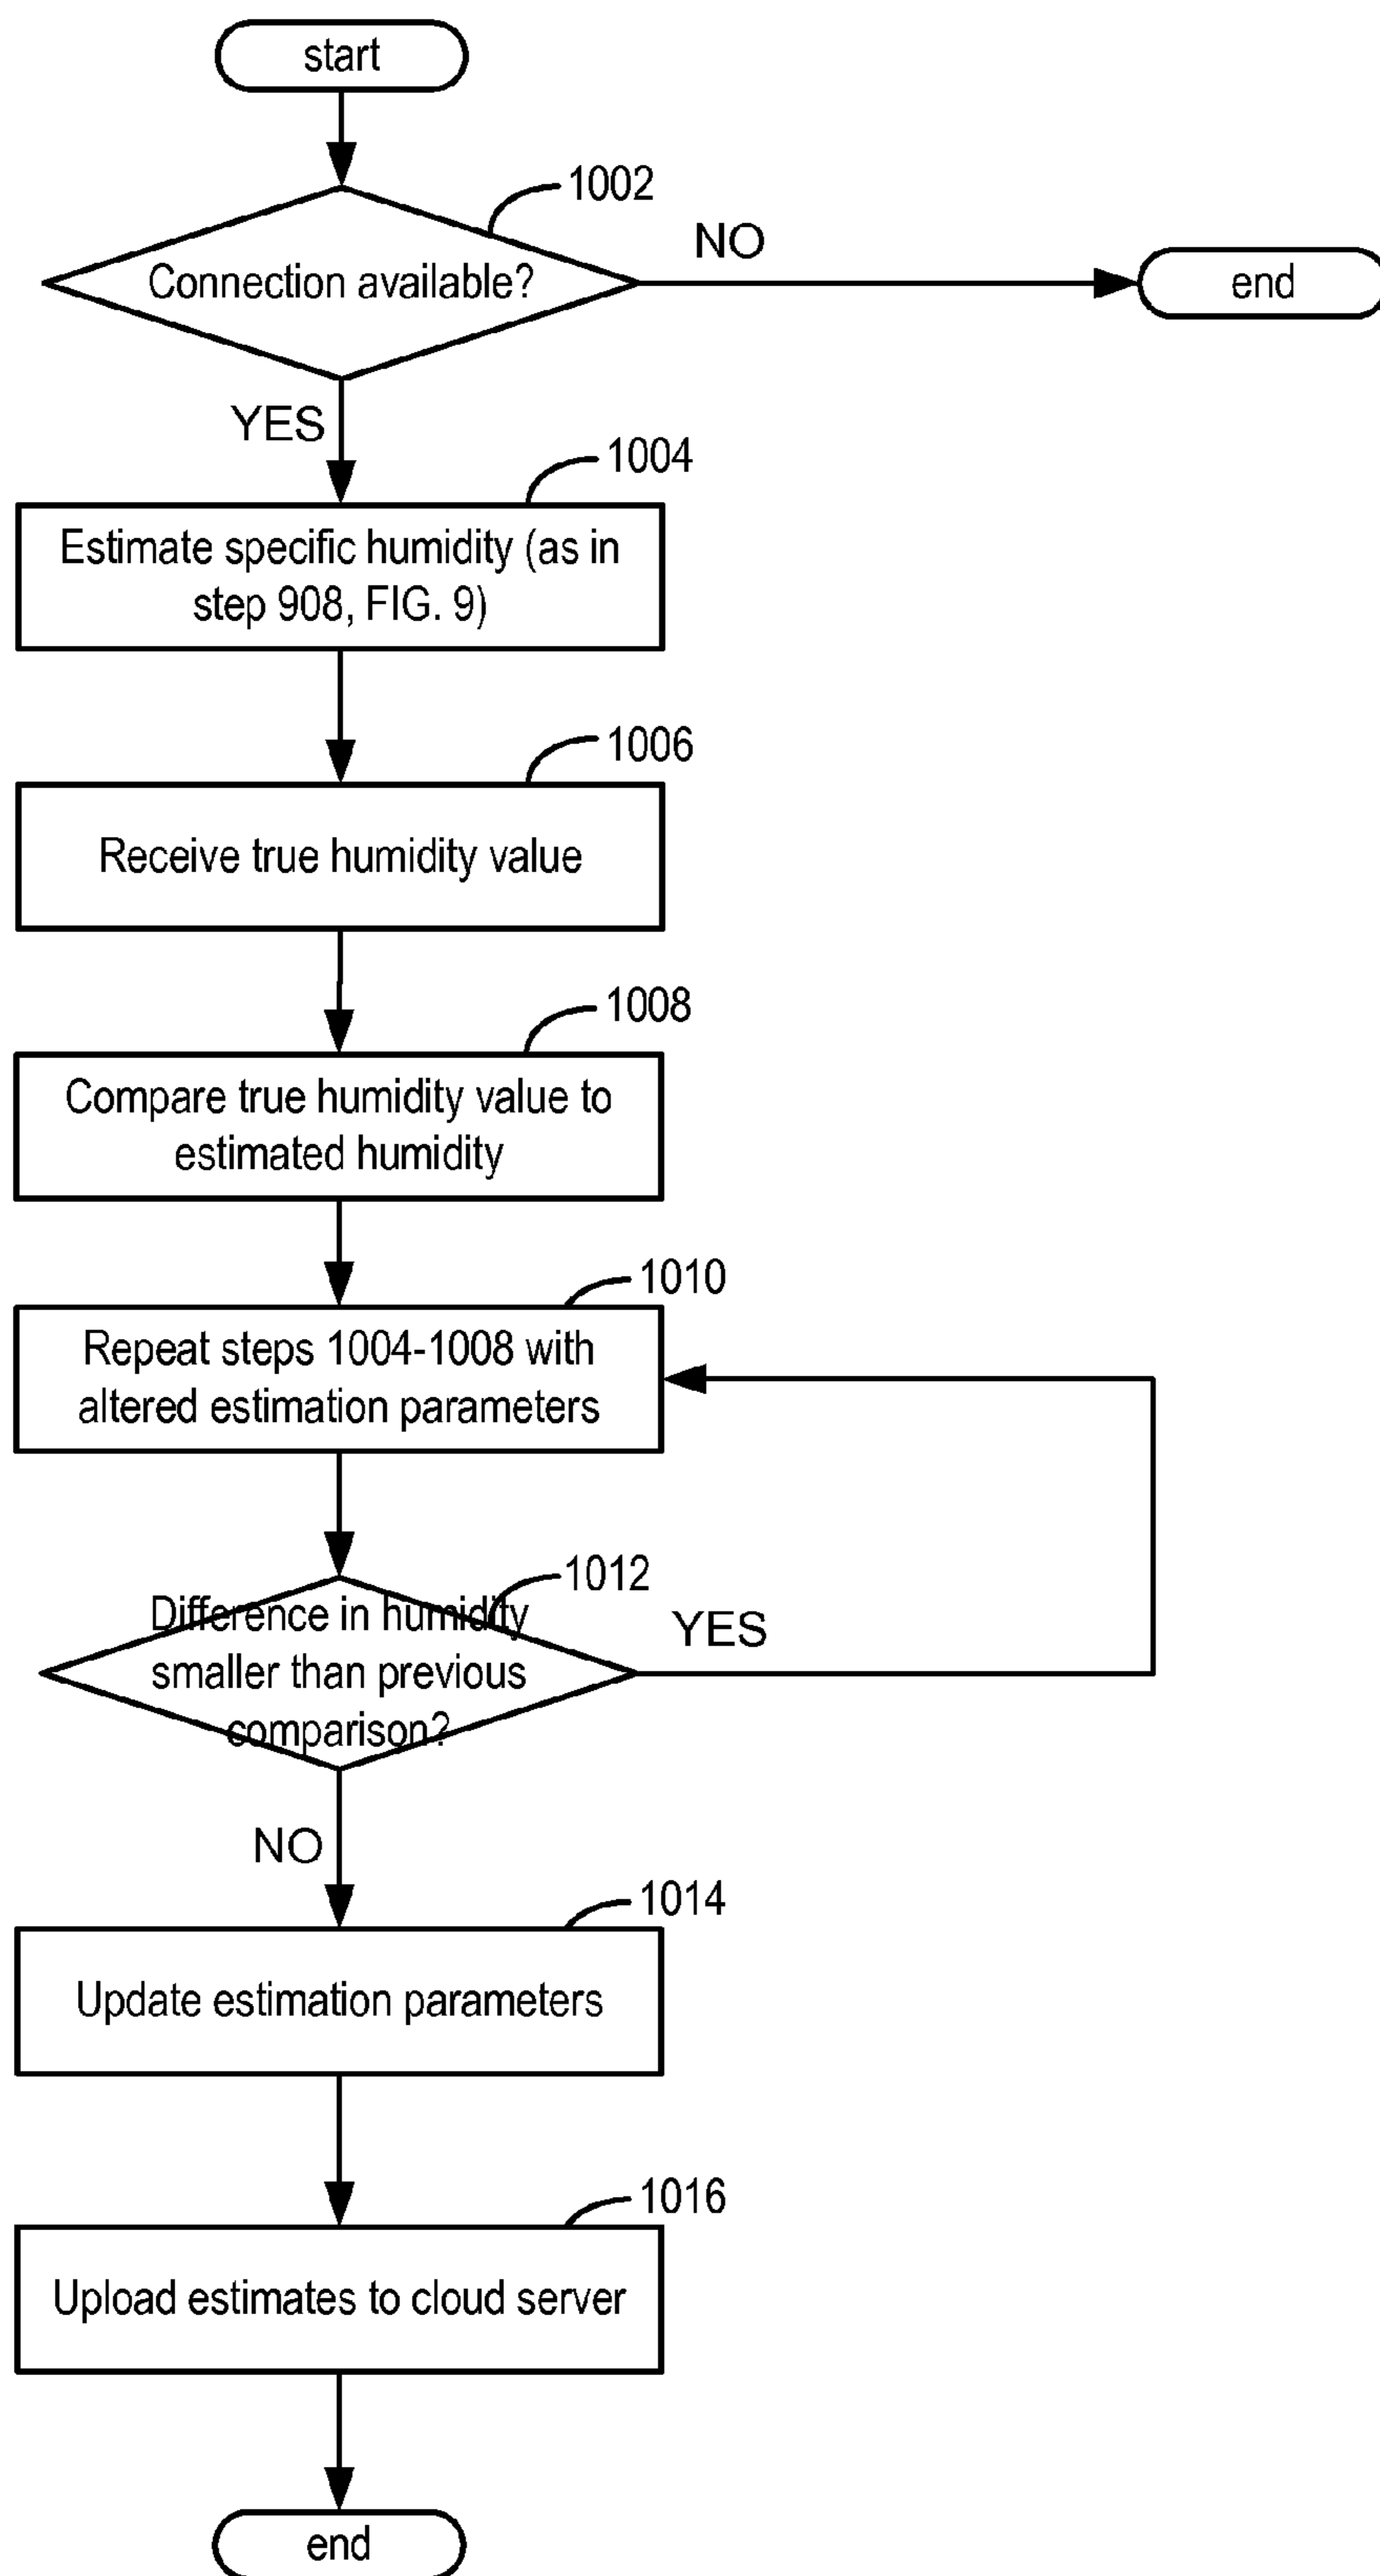 start
1002
NO
Connection available?
end
YES
1004
Estimate specific humidity (as in
step 908, FIG. 9)
1006
Receive true humidity value
1008
Compare true humidity value to
estimated humidity
1010
Repeat steps 1004-1008 with
altered estimation parameters
1012
Difference in humidity
smaller than previous
comparison?
YES
NO
1014
Update estimation parameters
1016
Upload estimates to cloud server
end